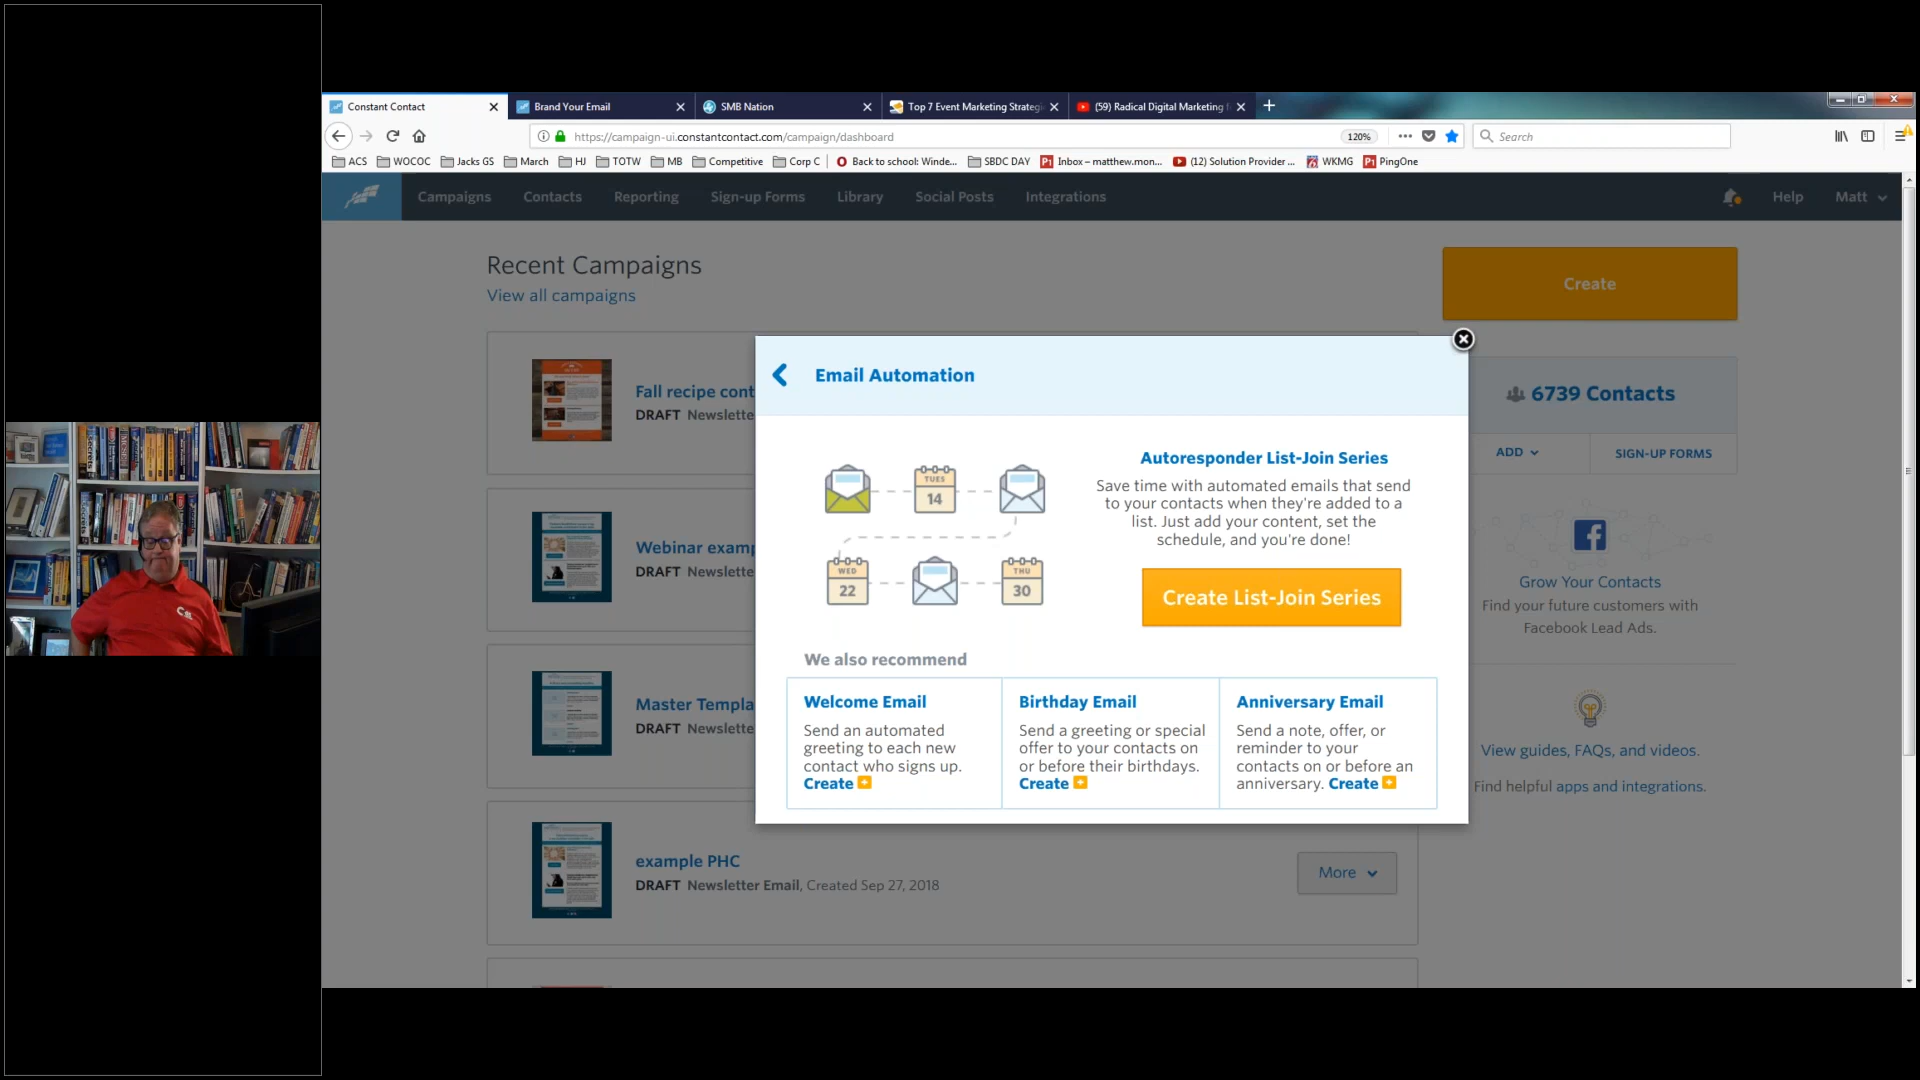 Constant Contact
Brand Your Email
SMB Nation
Top 7 Event Marketing Strategi
(59) Radical Digital Marketing f
https://campaign-ui.constantcontact.com/campaign/dashboard
120%
Search
ACS
WOCOC
Jacks GS
March
HJ
TOTW
MB
Competitive
Corp C
Back to school: Winde...
SBDC DAY
Inbox – matthew.mon...
(12) Solution Provider ...
WKMG
PingOne
Campaigns
Contacts
Reporting
Sign-up Forms
Library
Social Posts
Integrations
Help
Matt
Recent Campaigns
View all campaigns
Create
Fall recipe cont
DRAFT Newslette
Webinar examp
DRAFT Newslette
Master Templa
DRAFT Newslette
example PHC
DRAFT Newsletter Email, Created Sep 27, 2018
More
Email Automation
TUES
14
WED
22
THU
30
Autoresponder List-Join Series
Save time with automated emails that send
to your contacts when they're added to a
list. Just add your content, set the
schedule, and you're done!
Create List-Join Series
We also recommend
Welcome Email
Send an automated
greeting to each new
contact who signs up.
Create
Birthday Email
Send a greeting or special
offer to your contacts on
or before their birthdays.
Create
Anniversary Email
Send a note, offer, or
reminder to your
contacts on or before an
anniversary. Create
6739 Contacts
ADD
SIGN-UP FORMS
Grow Your Contacts
Find your future customers with
Facebook Lead Ads.
View guides, FAQs, and videos.
Find helpful apps and integrations.